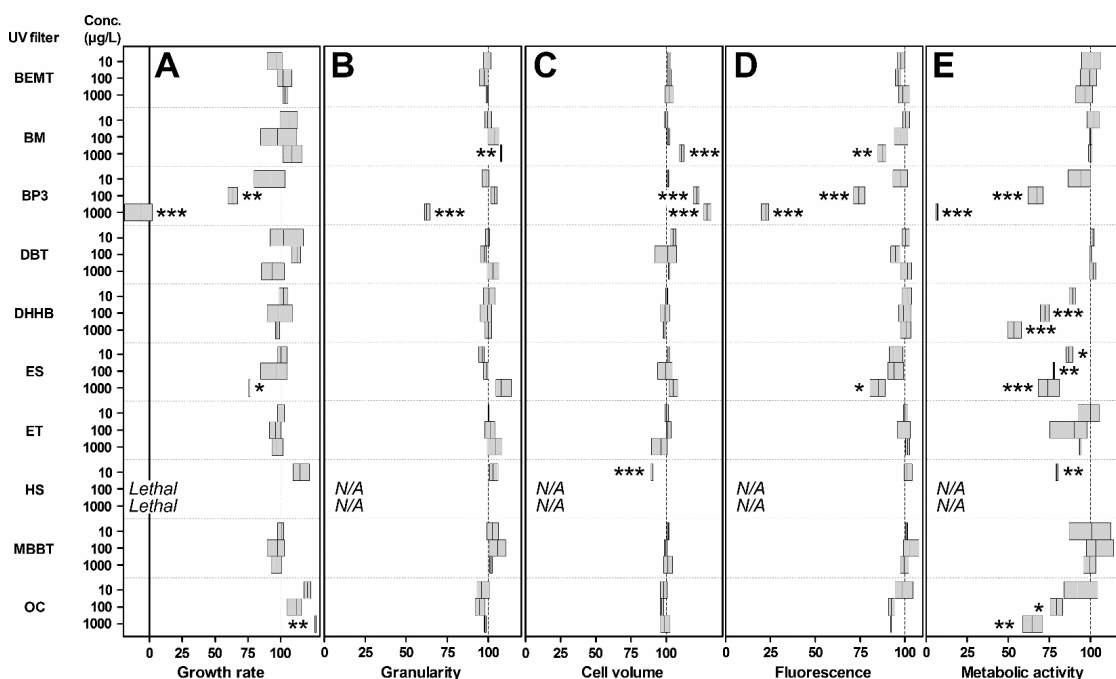 UV filter
Conc.
(µg/L)
A B C D E
BEMT
10
100
1000
**
***
**
BM
10
100
1000
BP3
10
100
1000
**
***
***
***
***
***
***
***
***
DBT
10
100
1000
DHHB
10
100
1000
***
***
ES
10
100
1000
*
**
*
*
***
ET
10
100
1000
HS
10
100
1000
***
**
Lethal N/A N/A N/A N/A
Lethal N/A N/A N/A N/A
MBBT
10
100
1000
OC
10
100
1000
*
**
**
0 25 50 75 100
0 25 50 75 100
0 25 50 75 100
0 25 50 75 100
0 25 50 75 100
Growth rate Granularity Cell volume Fluorescence Metabolic activity